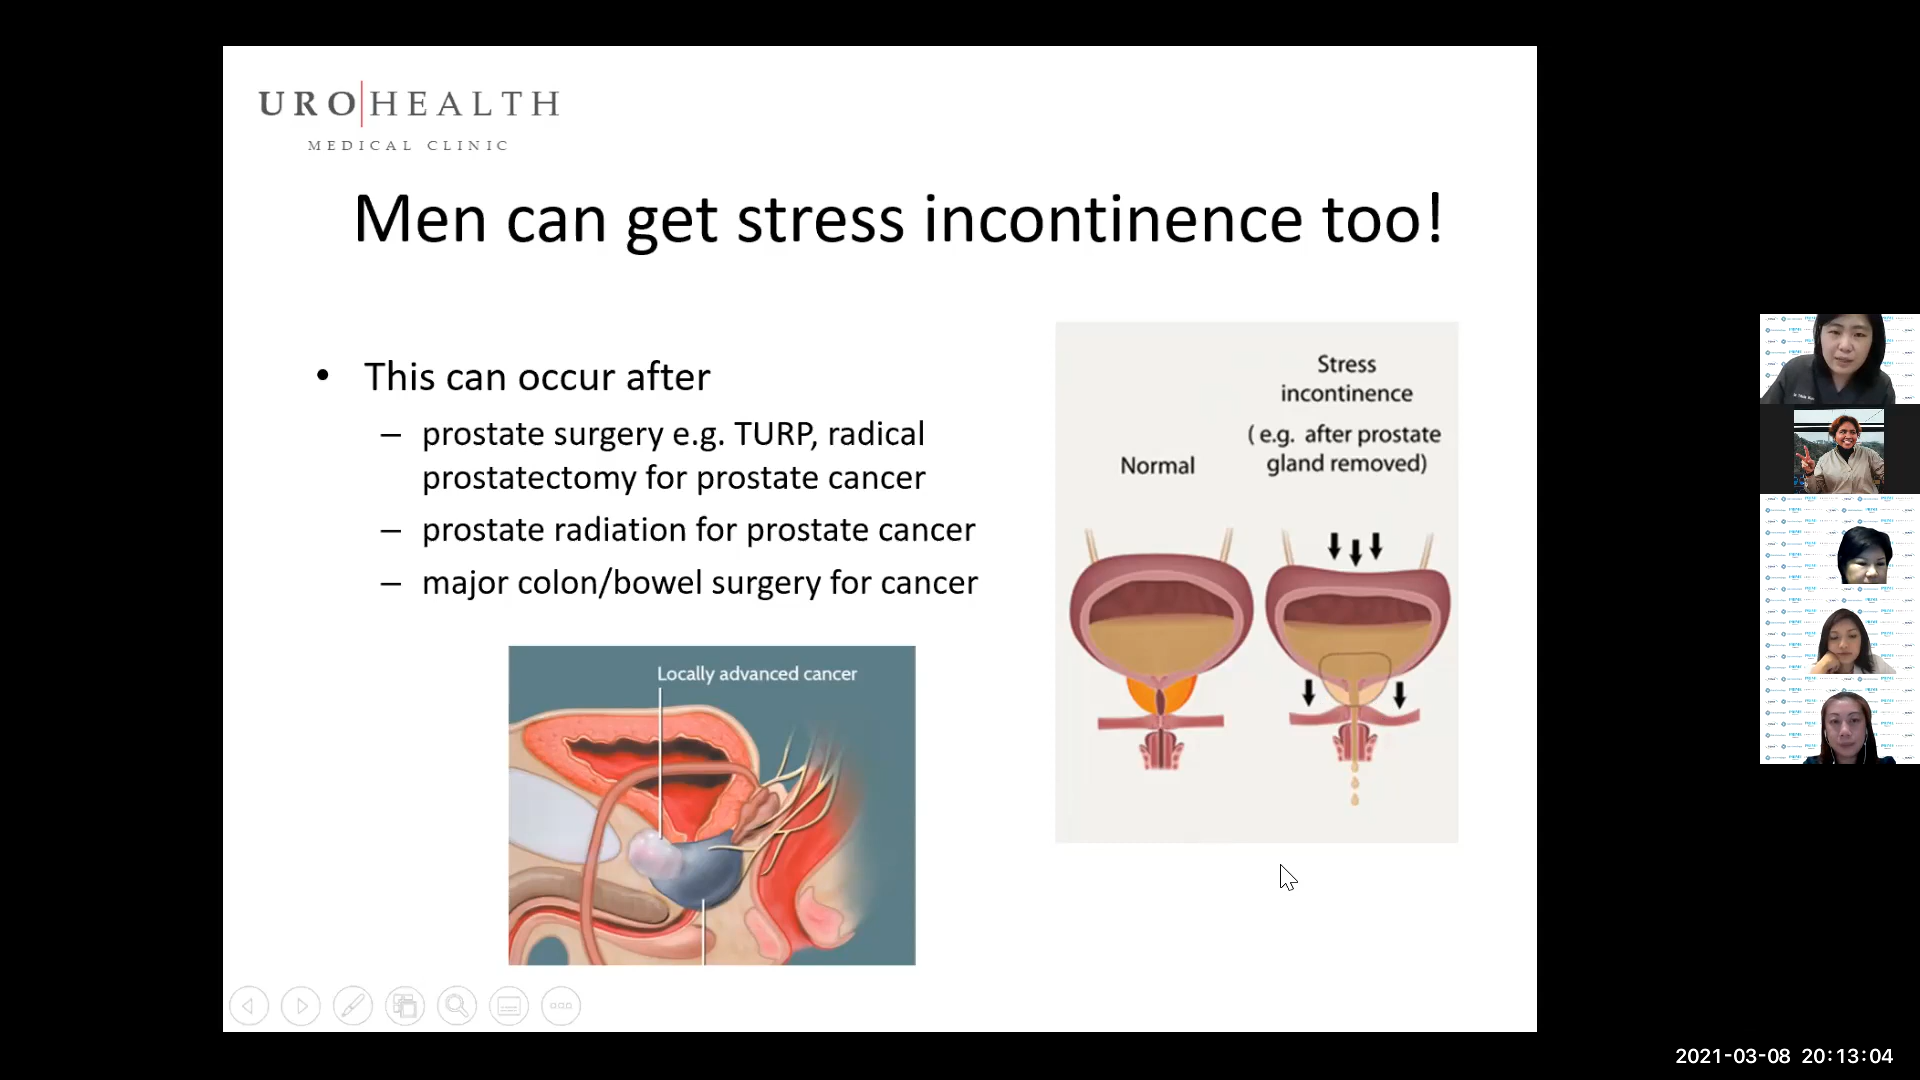 URO|HEALTH
MEDICAL CLINIC
Men can get stress incontinence too!
• This can occur after
– prostate surgery e.g. TURP, radical
prostatectomy for prostate cancer
– prostate radiation for prostate cancer
– major colon/bowel surgery for cancer
Locally advanced cancer
Normal
Stress
incontinence
( e.g. after prostate
gland removed)
2021-03-08 20:13:04